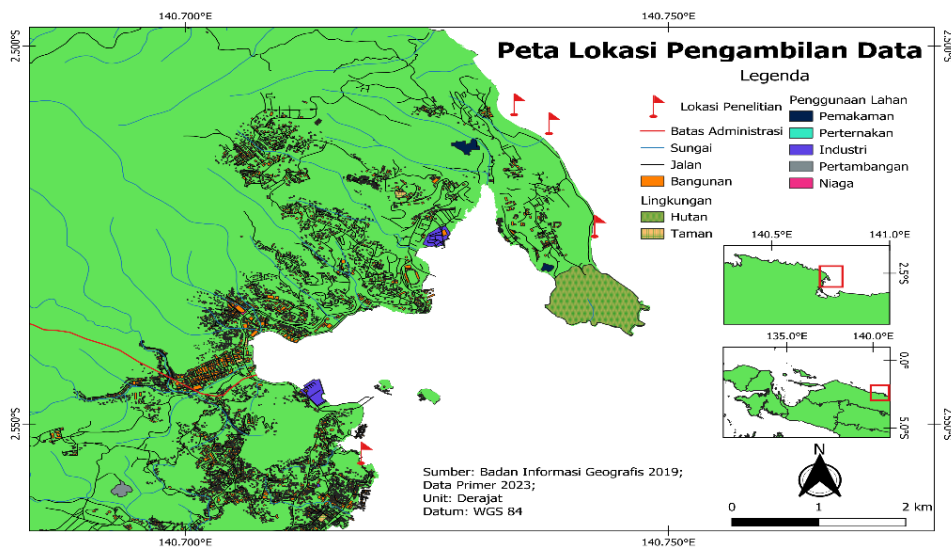 140.700°E 140.750°E
2.500°S
2.500°S
Peta Lokasi Pengambilan Data
Legenda
Lokasi Penelitian
Batas Administrasi
Sungai
Jalan
Bangunan
Lingkungan
Hutan
Taman
Penggunaan Lahan
Pemakaman
Perternakan
Industri
Pertambangan
Niaga
140.5°E 141.0°E
2.5°S
135.0°E 140.0°E
0.0°S
5.0°S
2.550°S
2.550°S
N
Sumber: Badan Informasi Geografis 2019;
Data Primer 2023;
Unit: Derajat
Datum: WGS 84
0 1 2 km
140.700°E 140.750°E